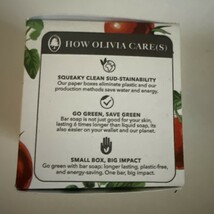 HOW OLIVIA CARE(S)
SQUEAKY CLEAN SUD-STAINABILITY
Our paper boxes eliminate plastic and our
production methods save water and energy.
GO GREEN, SAVE GREEN
Bar soap is not just good for your skin,
lasting 6 times longer than liquid soap, its
also easier on your wallet and our planet.
SMALL BOX, BIG IMPACT
Go green with bar soap: longer lasting, plastic-free,
and energy-saving. One bar, big impact.